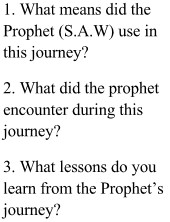 1. What means did the
Prophet (S.A.W) use in
this journey?
2. What did the prophet
encounter during this
journey?
3. What lessons do you
learn from the Prophet’s
journey?